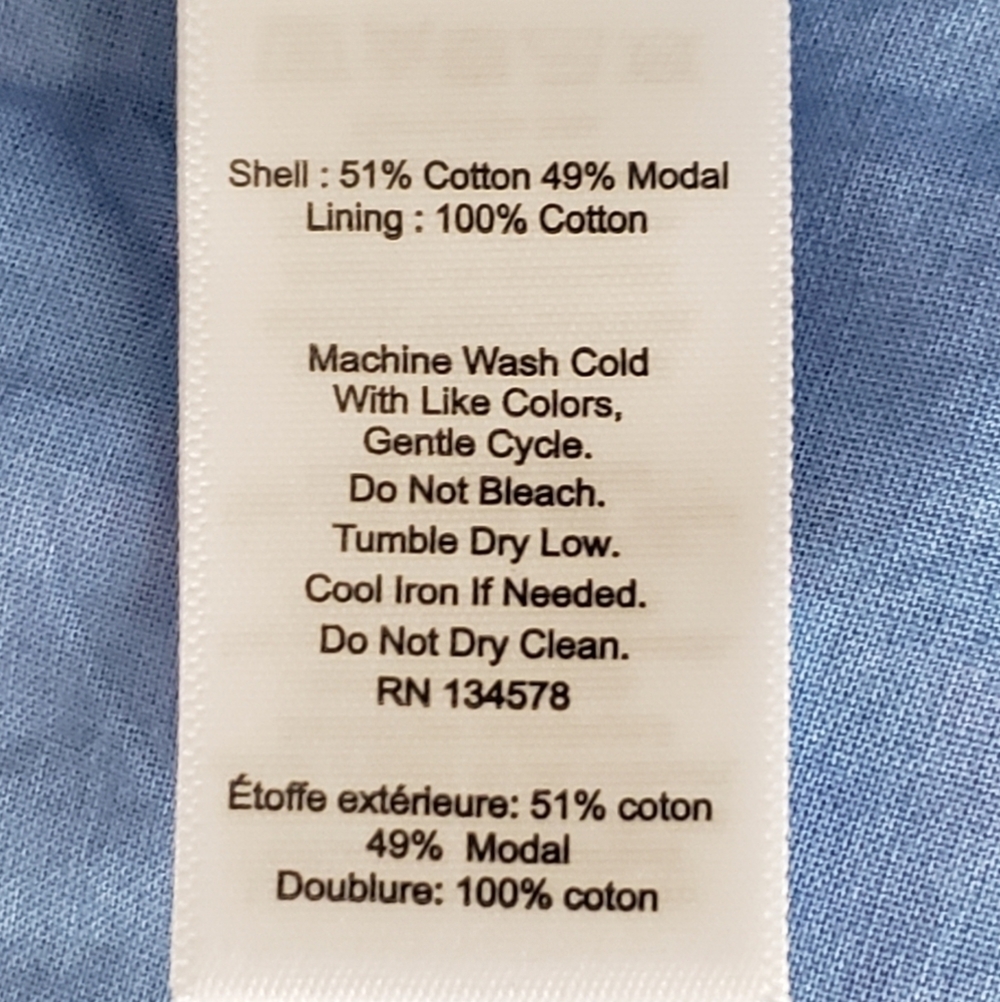 Shell : 51% Cotton 49% Modal
Lining : 100% Cotton
Machine Wash Cold
With Like Colors,
Gentle Cycle.
Do Not Bleach.
Tumble Dry Low.
Cool Iron If Needed.
Do Not Dry Clean.
RN 134578
Étoffe extérieure: 51% coton
49% Modal
Doublure: 100% coton